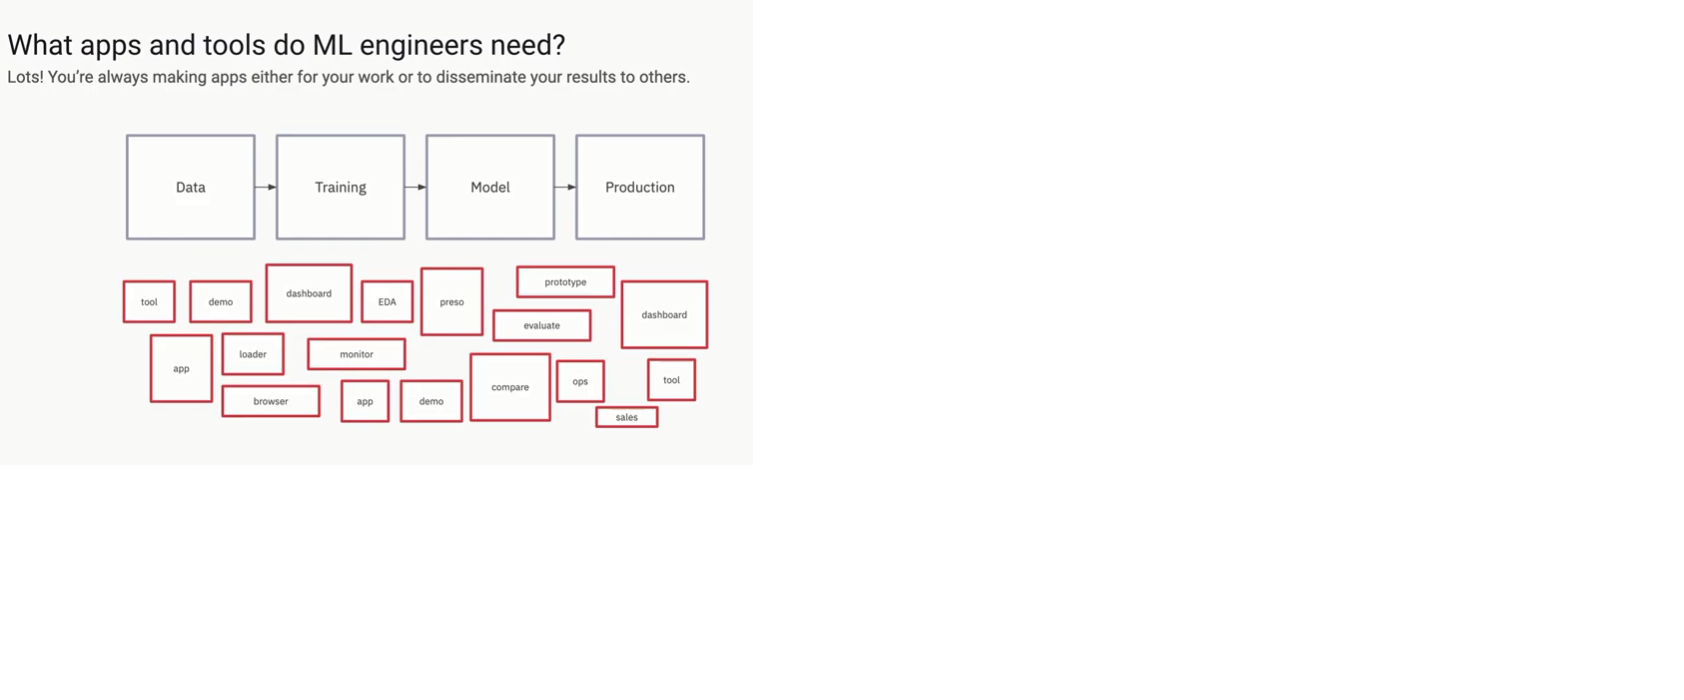 What apps and tools do ML engineers need?
Lots! You’re always making apps either for your work or to disseminate your results to others.
Data
Training
Model
Production
tool
demo
dashboard
EDA
preso
prototype
dashboard
evaluate
app
loader
monitor
compare
ops
tool
browser
app
demo
sales